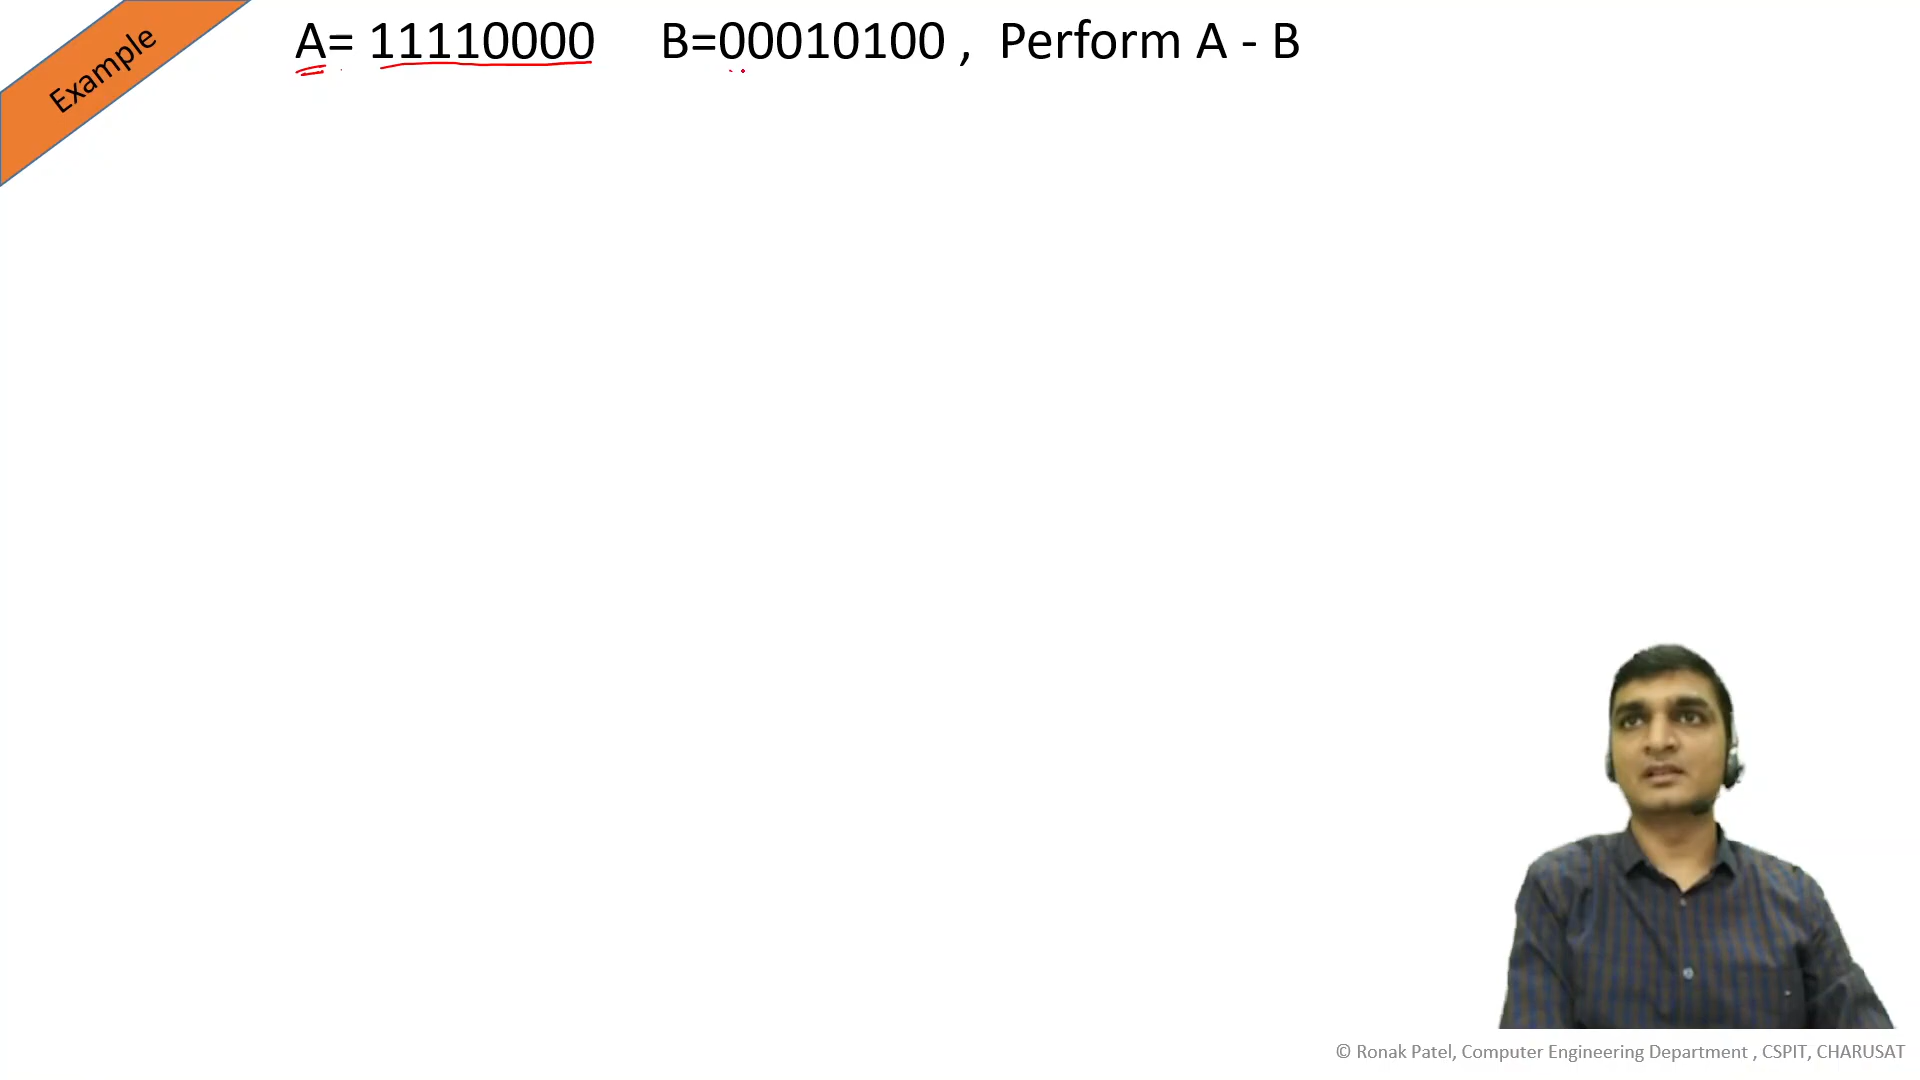 Example
A= 11110000 B=00010100 , Perform A - B
© Ronak Patel, Computer Engineering Department , CSPIT, CHARUSAT